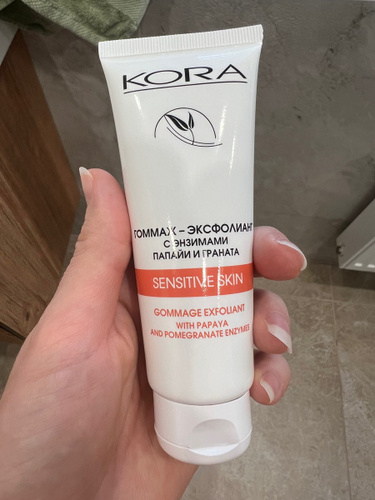 KORA
ГОММАЖ – ЭКСФОЛИАНТ
С ЭНЗИМАМИ
ПАПАЙИ И ГРАНАТА
SENSITIVE SKIN
GOMMAGE EXFOLIANT
WITH PAPAYA
AND POMEGRANATE ENZYMES